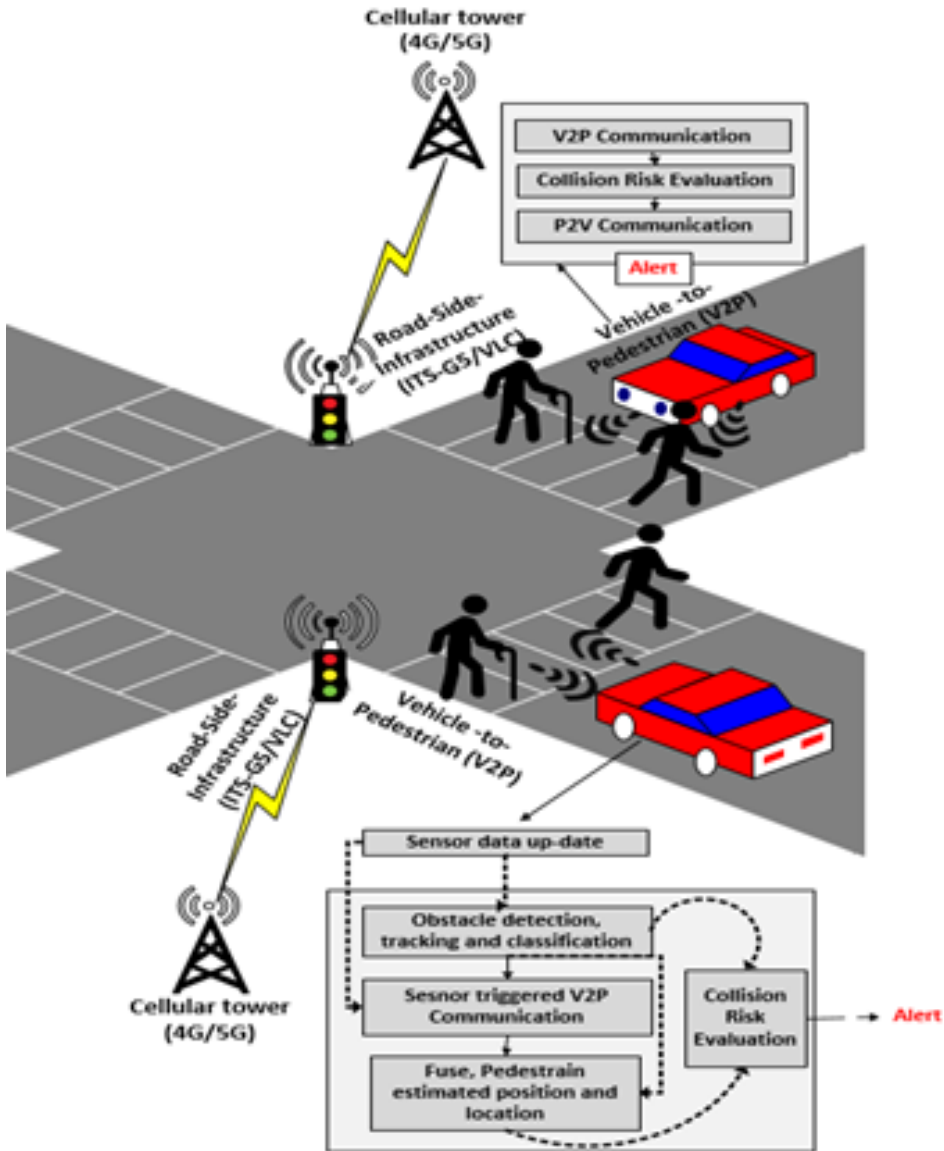 Cellular tower
(4G/5G)
V2P Communication
Collision Risk Evaluation
P2V Communication
Alert
Road-Side-
Infrastructure
(ITS-G5/VLC)
Vehicle -to-
Pedestrian (V2P)
Road-Side-
Infrastructure
(ITS-G5/VLC)
Vehicle -to-
Pedestrian (V2P)
Sensor data up-date
Obstacle detection,
tracking and classification
Sesnor triggered V2P
Communication
Fuse, Pedestrain
estimated position and
location
Collision
Risk
Evaluation
Alert
Cellular tower
(4G/5G)